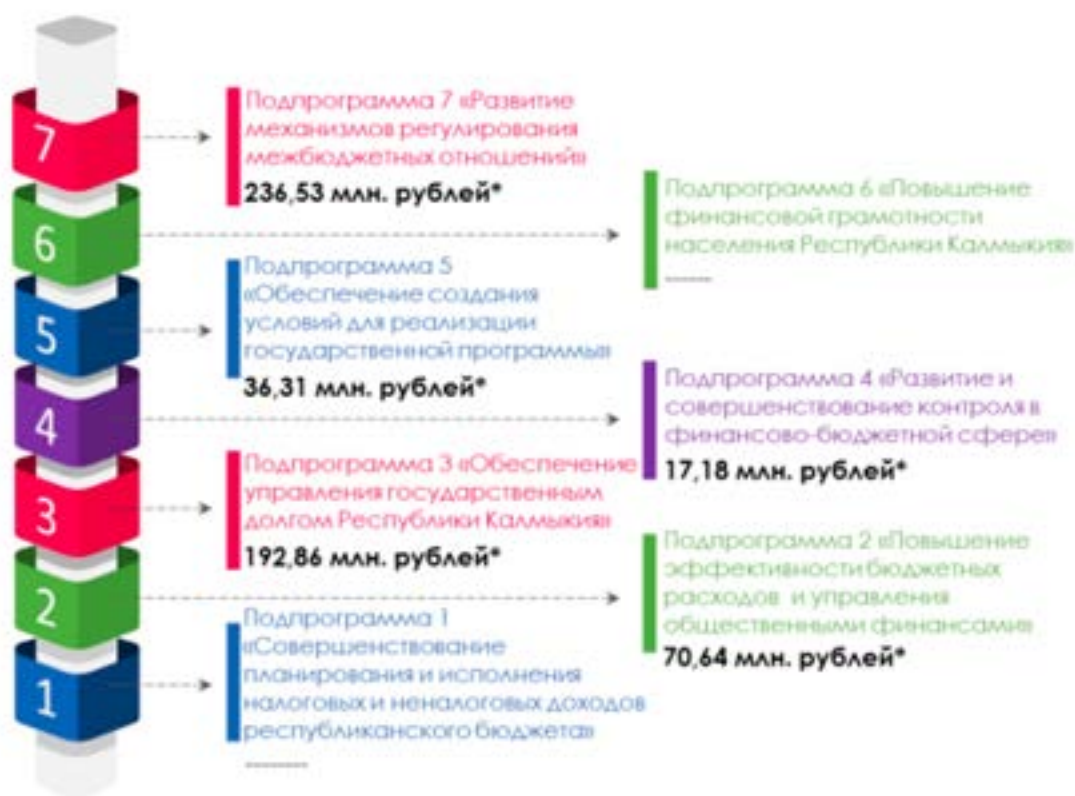 7
Подпрограмма 7 «Развитие
механизмов регулирования
межбюджетных отношений»
236,53 млн. рублей*
6
Подпрограмма 6 «Повышение
финансовой грамотности
населения Республики Калмыкия»
------
5
Подпрограмма 5
«Обеспечение создания
условий для реализации
государственной программы»
36,31 млн. рублей*
4
Подпрограмма 4 «Развитие и
совершенствование контроля в
финансово-бюджетной сфере»
17,18 млн. рублей*
3
Подпрограмма 3 «Обеспечение
управления государственным
долгом Республики Калмыкия»
192,86 млн. рублей*
2
Подпрограмма 2 «Повышение
эффективности бюджетных
расходов и управления
общественными финансами»
70,64 млн. рублей*
1
Подпрограмма 1
«Совершенствование
планирования и исполнения
налоговых и неналоговых доходов
республиканского бюджета»
--------